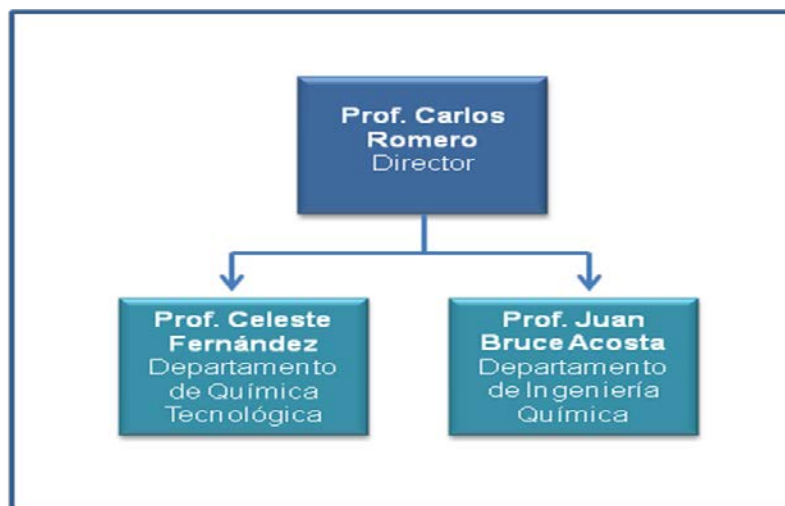 Prof. Carlos
Romero
Director
Prof. Celeste
Fernández
Departamento
de Química
Tecnológica
Prof. Juan
Bruce Acosta
Departamento
de Ingeniería
Química